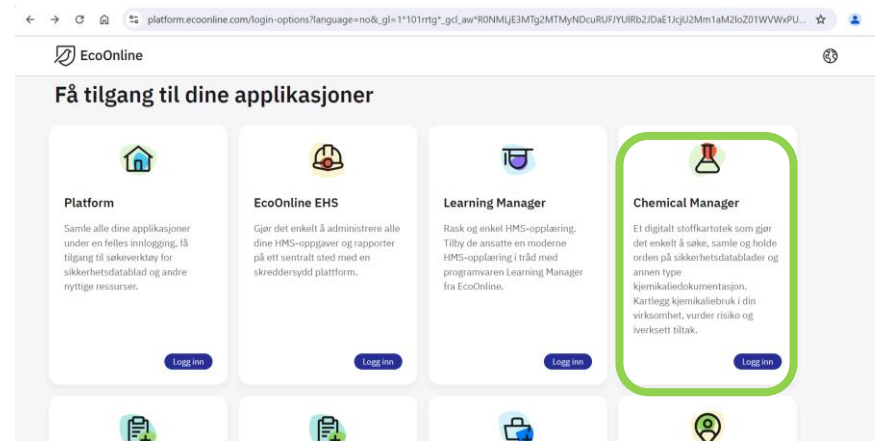 platform.ecoonline.com/login-options?language=no&_gl=1*101rrtg*_gcl_aw*R0NMLjE3MTg2MTMyNDcuRUFJYUlRb2JDaE1JcjU2Mm1aM2loZ01WVWxPU...
EcoOnline
Få tilgang til dine applikasjoner
Platform
Samle alle dine applikasjoner
under en felles innlogging, få
tilgang til søkeverktøy for
sikkerhetsdatablad og andre
nyttige ressurser.
Logg inn
EcoOnline EHS
Gjør det enkelt å administrere alle
dine HMS-oppgaver og rapporter
på ett sentralt sted med en
skreddersydd plattform.
Logg inn
Learning Manager
Rask og enkel HMS-opplæring.
Tilby de ansatte en moderne
HMS-opplæring i tråd med
programvaren Learning Manager
fra EcoOnline.
Logg inn
Chemical Manager
Et digitalt stoffkartotek som gjør
det enkelt å søke, samle og holde
orden på sikkerhetsdatablader og
annen type
kjemikaliedokumentasjon.
Kartlegg kjemikaliebruk i din
virksomhet, vurder risiko og
iverksett tiltak.
Logg inn